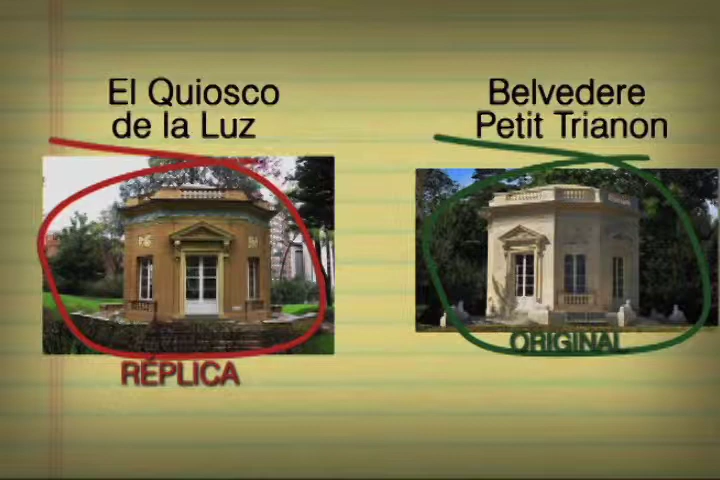 El Quiosco
de la Luz
Belvedere
Petit Trianon
RÉPLICA
ORIGINAL